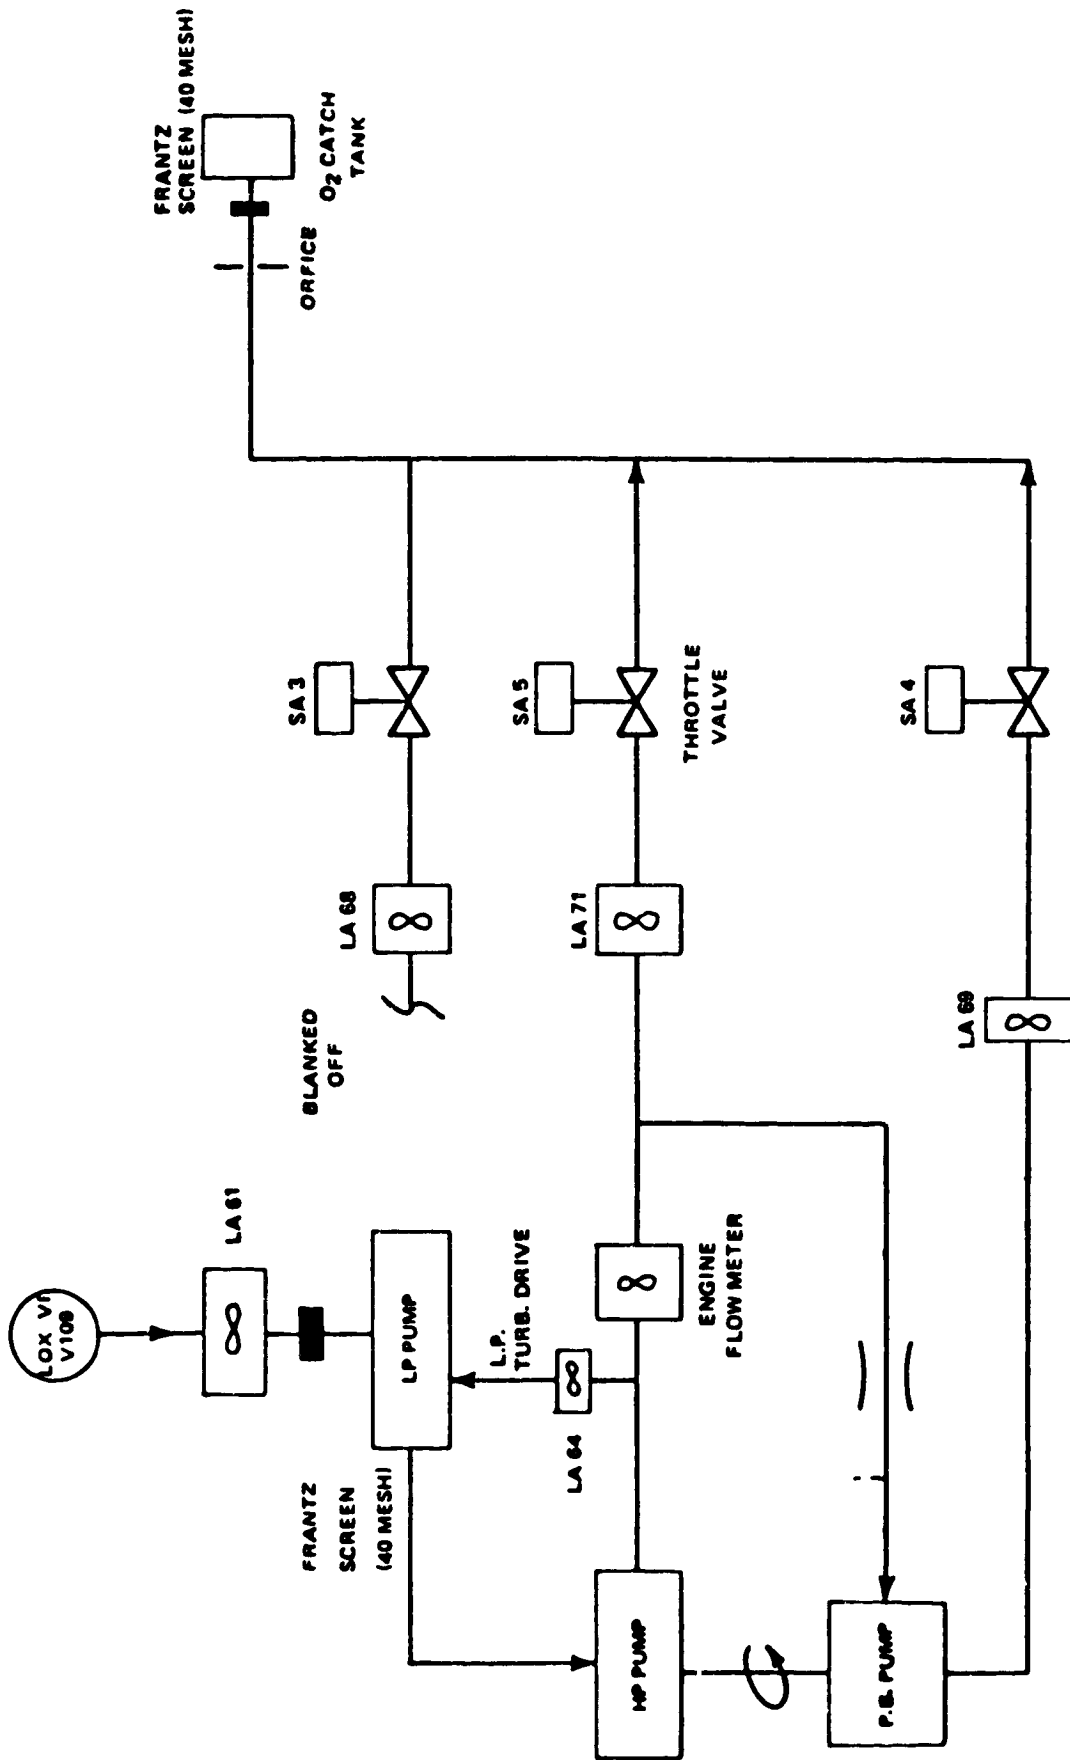 LOX V1
V109
LA 61
FRANTZ
SCREEN
(40 MESH)
LP PUMP
L.P.
TURB. DRIVE
LA 64
HP PUMP
ENGINE
FLOW METER
P.B. PUMP
BLANKED
OFF
LA 68
LA 71
LA 69
SA 3
SA 5
THROTTLE
VALVE
SA 4
ORFICE
FRANTZ
SCREEN (40 MESH)
O2 CATCH
TANK